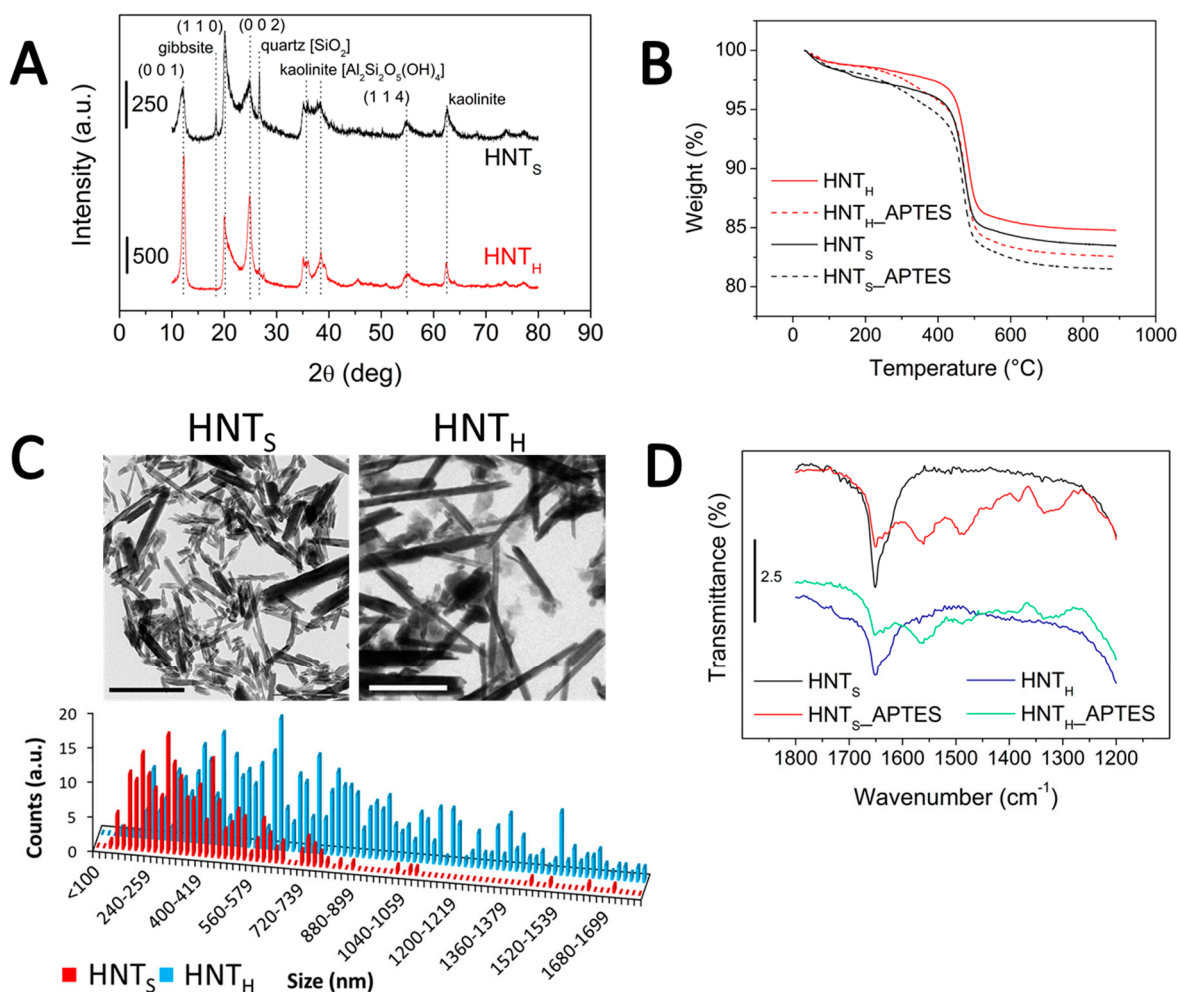 A
(1 1 0)
(0 0 2)
gibbsite
quartz [SiO2]
(0 0 1)
kaolinite [Al2Si2O5(OH)4]
250
(1 1 4)
kaolinite
HNTS
500
HNTH
Intensity (a.u.)
0 10 20 30 40 50 60 70 80 90
2θ (deg)
B
100
95
90
85
80
Weight (%)
HNTH
HNTH_APTES
HNTS
HNTS_APTES
0 200 400 600 800 1000
Temperature (°C)
C
HNTS
HNTH
20
15
10
5
0
Counts (a.u.)
<100
240-259
400-419
560-579
720-739
880-899
1040-1059
1200-1219
1360-1379
1520-1539
1680-1699
HNTS HNTH
Size (nm)
D
Transmittance (%)
2.5
HNTS
HNTH
HNTS_APTES
HNTH_APTES
1800 1700 1600 1500 1400 1300 1200
Wavenumber (cm-1)